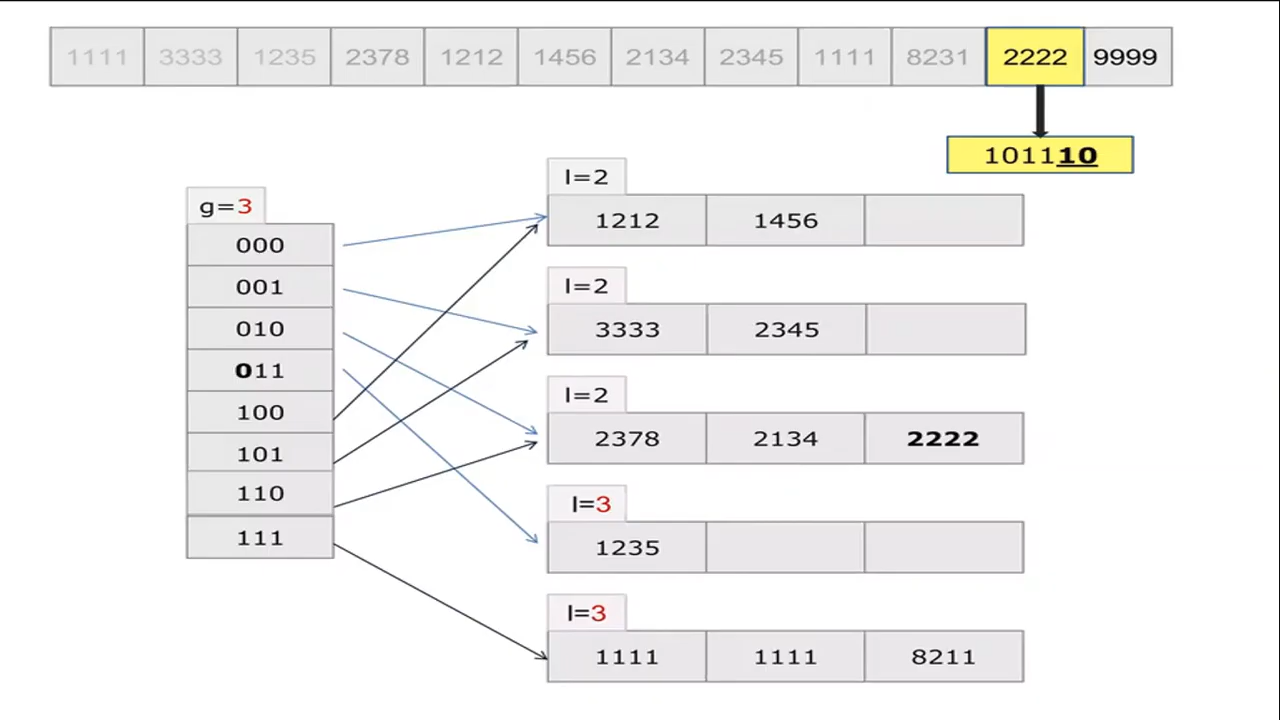 1111 3333 1235 2378 1212 1456 2134 2345 1111 8231 2222 9999
101110
g=3
000
001
010
011
100
101
110
111
l=2
1212 1456
l=2
3333 2345
l=2
2378 2134 2222
l=3
1235
l=3
1111 1111 8211